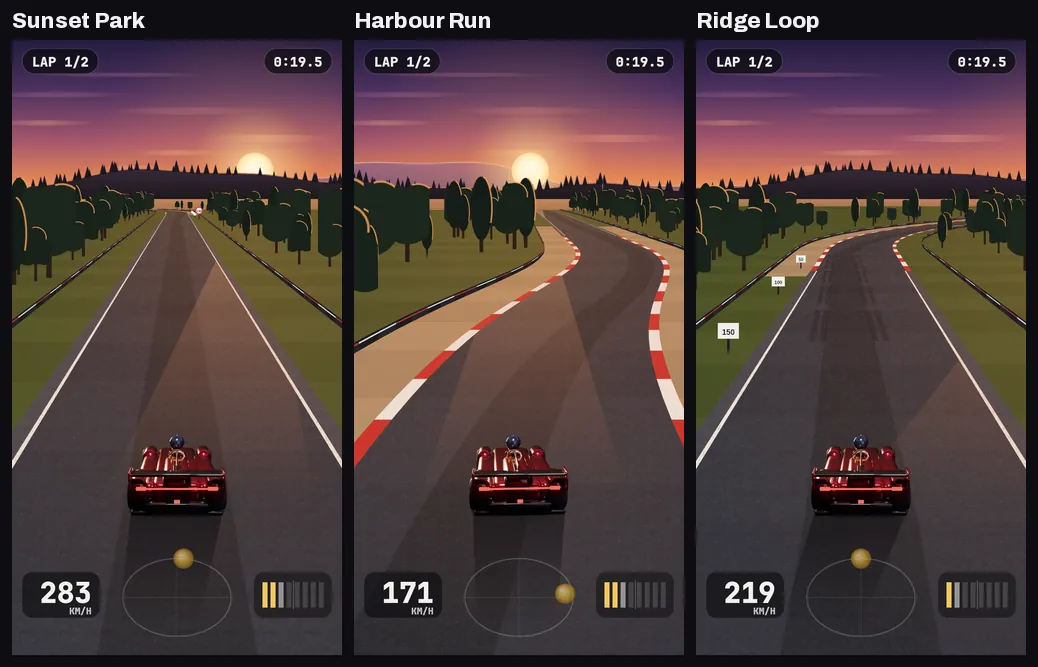 Sunset Park
LAP 1/2
0:19.5
283
KM/H
Harbour Run
LAP 1/2
0:19.5
171
KM/H
Ridge Loop
LAP 1/2
0:19.5
50
100
150
219
KM/H